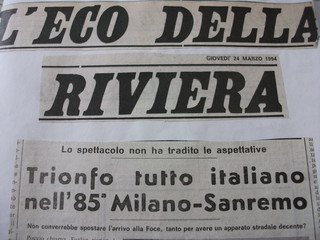 L'ECO DELLA
GIOVEDI' 24 MARZO 1994
RIVIERA
Lo spettacolo non ha tradito le aspettative
Trionfo tutto italiano
nell'85ª Milano-Sanremo
Non converrebbe spostare l'arrivo alla Foce, tanto per avere un apparato stradale decente?